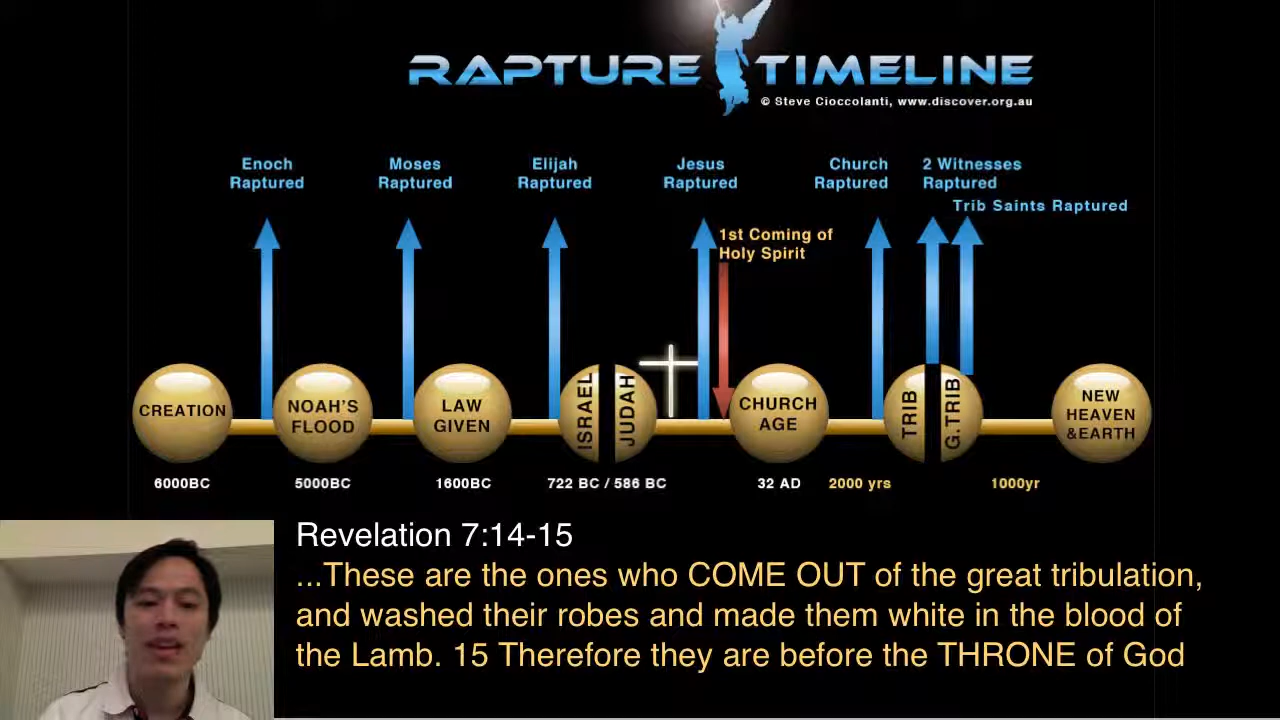 RAPTURE TIMELINE
© Steve Cioccolanti, www.discover.org.au
Enoch
Raptured
Moses
Raptured
Elijah
Raptured
Jesus
Raptured
Church
Raptured
2 Witnesses
Raptured
Trib Saints Raptured
1st Coming of
Holy Spirit
CREATION
NOAH'S
FLOOD
LAW
GIVEN
ISRAEL
JUDAH
CHURCH
AGE
TRIB
G.TRIB
NEW
HEAVEN
&EARTH
6000BC
5000BC
1600BC
722 BC / 586 BC
32 AD
2000 yrs
1000yr
Revelation 7:14-15
...These are the ones who COME OUT of the great tribulation,
and washed their robes and made them white in the blood of
the Lamb. 15 Therefore they are before the THRONE of God